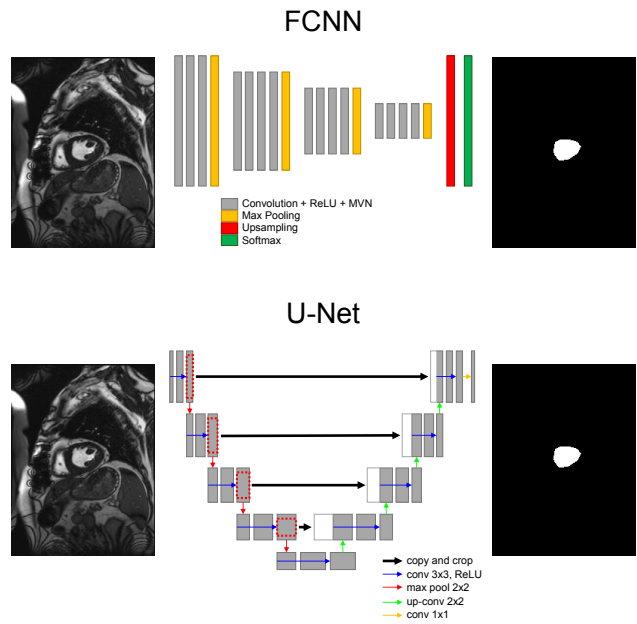 FCNN
Convolution + ReLU + MVN
Max Pooling
Upsampling
Softmax
U-Net
copy and crop
conv 3x3, ReLU
max pool 2x2
up-conv 2x2
conv 1x1